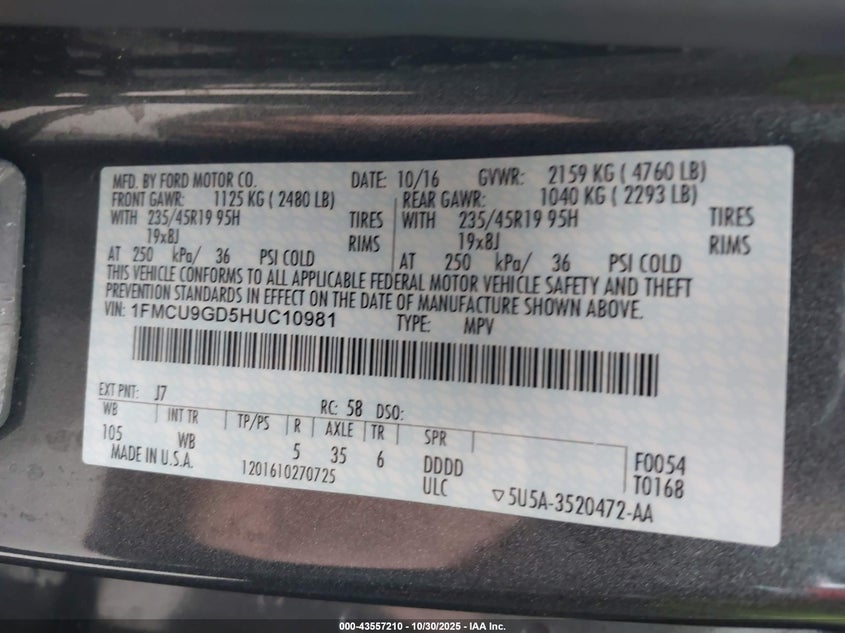 MFD. BY FORD MOTOR CO. DATE: 10/16 GVWR: 2159 KG ( 4760 LB)
FRONT GAWR: 1125 KG ( 2480 LB) REAR GAWR: 1040 KG ( 2293 LB)
WITH 235/45R19 95H TIRES WITH 235/45R19 95H TIRES
19x8J RIMS 19x8J RIMS
AT 250 kPa/ 36 PSI COLD AT 250 kPa/ 36 PSI COLD
THIS VEHICLE CONFORMS TO ALL APPLICABLE FEDERAL MOTOR VEHICLE SAFETY AND THEFT
PREVENTION STANDARDS IN EFFECT ON THE DATE OF MANUFACTURE SHOWN ABOVE.
VIN: 1FMCU9GD5HUC10981 TYPE: MPV
EXT PNT: J7 RC: 58 DSO:
WB INT TR TP/PS R AXLE TR SPR
105 WB 5 35 6 DDDD F0054
MADE IN U.S.A. 1201610270725 ULC T0168
▽5U5A-3520472-AA
000-43557210 - 10/30/2025 - IAA Inc.